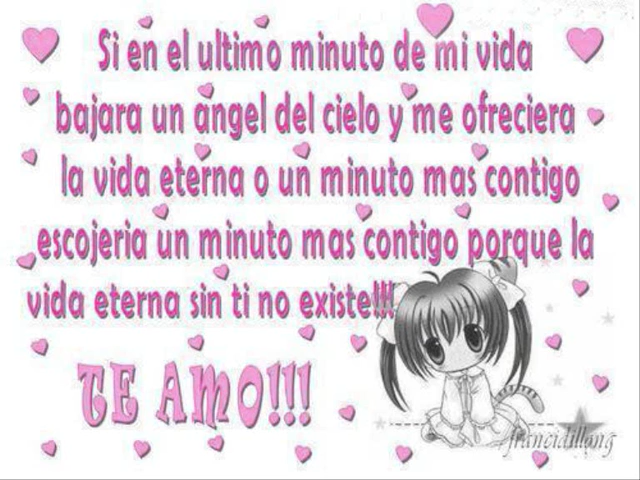 Si en el ultimo minuto de mi vida
bajara un angel del cielo y me ofreciera
la vida eterna o un minuto mas contigo
escojeria un minuto mas contigo porque la
vida eterna sin ti no existe!!!
TE AMO!!!
francidillong